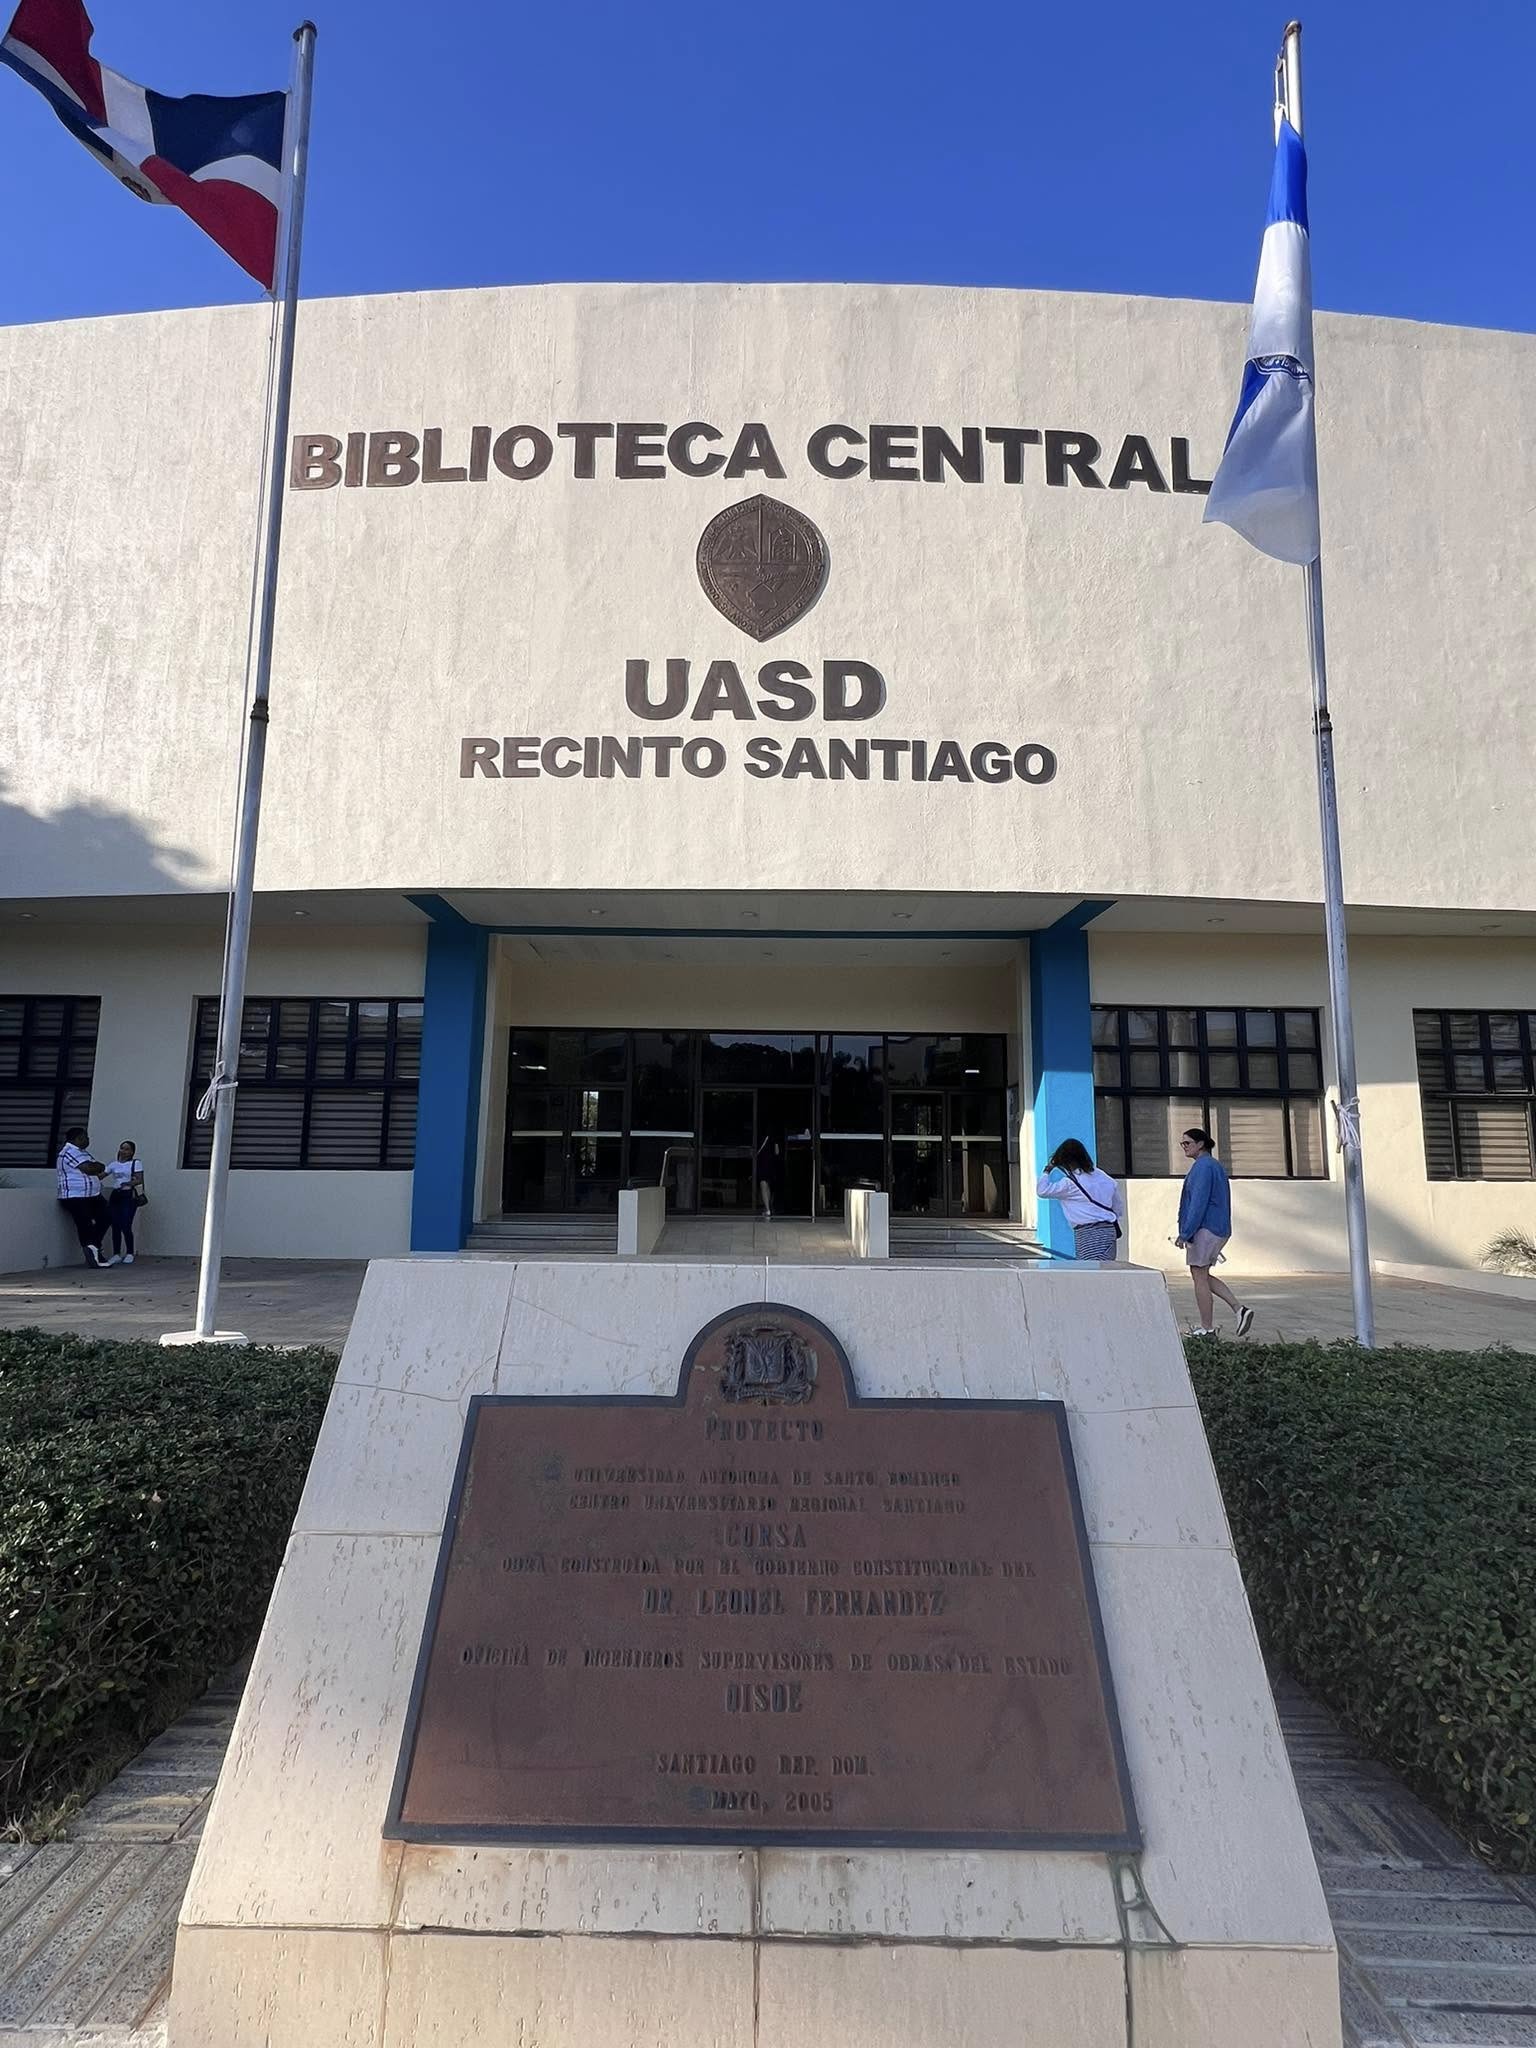 BIBLIOTECA CENTRAL
UASD
RECINTO SANTIAGO
PROYECTO
UNIVERSIDAD AUTONOMA DE SANTO DOMINGO
CENTRO UNIVERSITARIO REGIONAL SANTIAGO
CURSA
OBRA CONSTRUIDA POR EL GOBIERNO CONSTITUCIONAL DEL
DR. LEONEL FERNANDEZ
OFICINA DE INGENIEROS SUPERVISORES DE OBRAS DEL ESTADO
OISOE
SANTIAGO REP. DOM.
MAYO, 2005